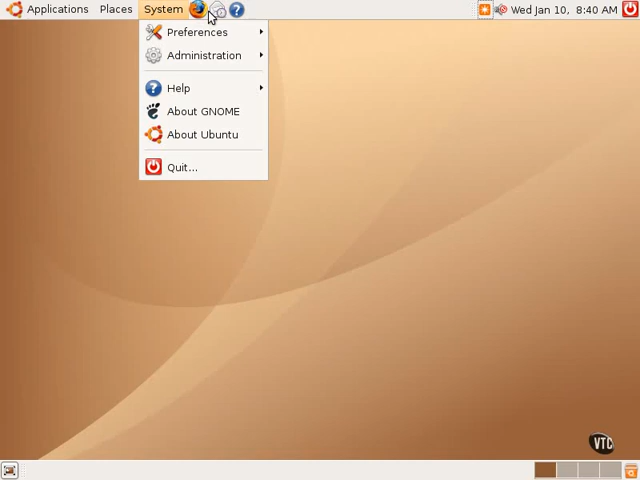 Applications Places System Wed Jan 10, 8:40 AM
Preferences
Administration
Help
About GNOME
About Ubuntu
Quit...
VTC